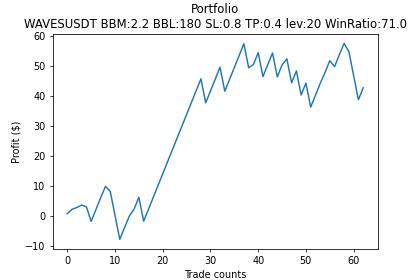 Portfolio
WAVESUSDT BBM:2.2 BBL:180 SL:0.8 TP:0.4 lev:20 WinRatio:71.0
60
50
40
30
20
10
0
−10
Profit ($)
0 10 20 30 40 50 60
Trade counts